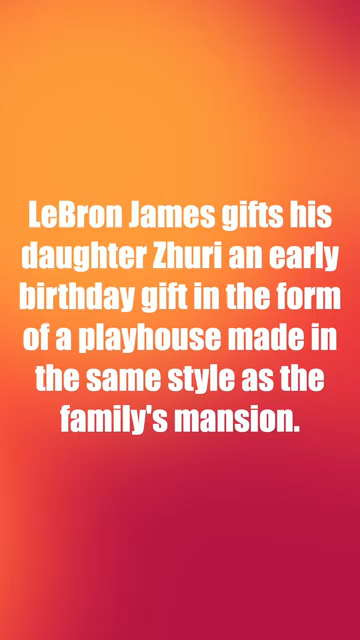 LeBron James gifts his
daughter Zhuri an early
birthday gift in the form
of a playhouse made in
the same style as the
family's mansion.